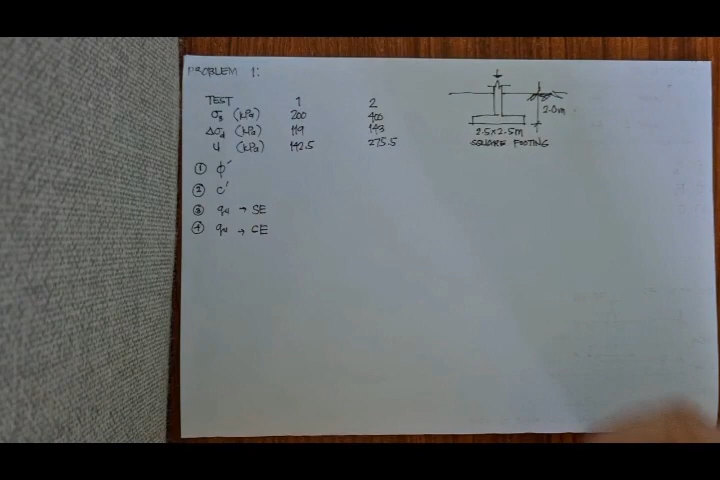 PROBLEM 1:
TEST 1 2
σ₃ (kPa) 200 400
Δσd (kPa) 119 143
u (kPa) 142.5 275.5
① φ'
② c'
③ qu → SE
④ qu → CE
2.0m
2.5 x 2.5m
SQUARE FOOTING